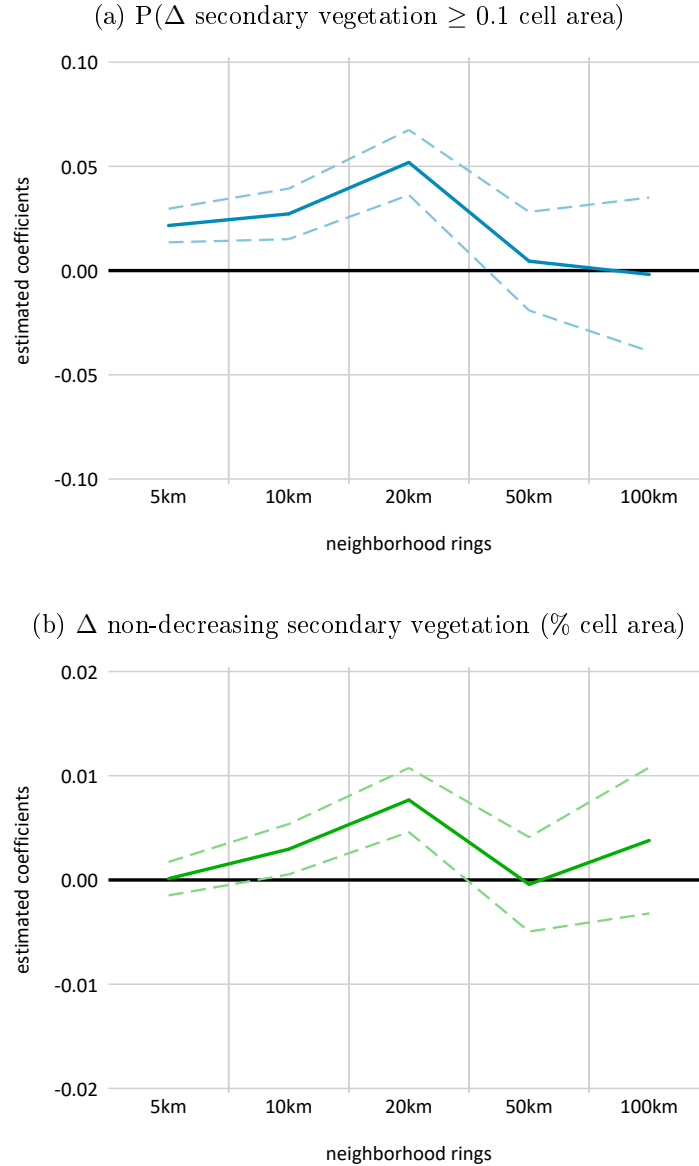 (a) P(Δ secondary vegetation ≥ 0.1 cell area)
0.10
0.05
0.00
-0.05
-0.10
estimated coefficients
5km 10km 20km 50km 100km
neighborhood rings
(b) Δ non-decreasing secondary vegetation (% cell area)
0.02
0.01
0.00
-0.01
-0.02
estimated coefficients
5km 10km 20km 50km 100km
neighborhood rings